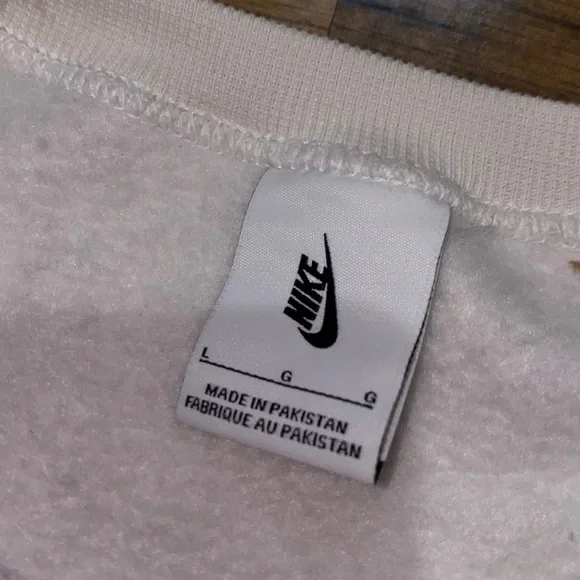 NIKE
L G G
MADE IN PAKISTAN
FABRIQUE AU PAKISTAN